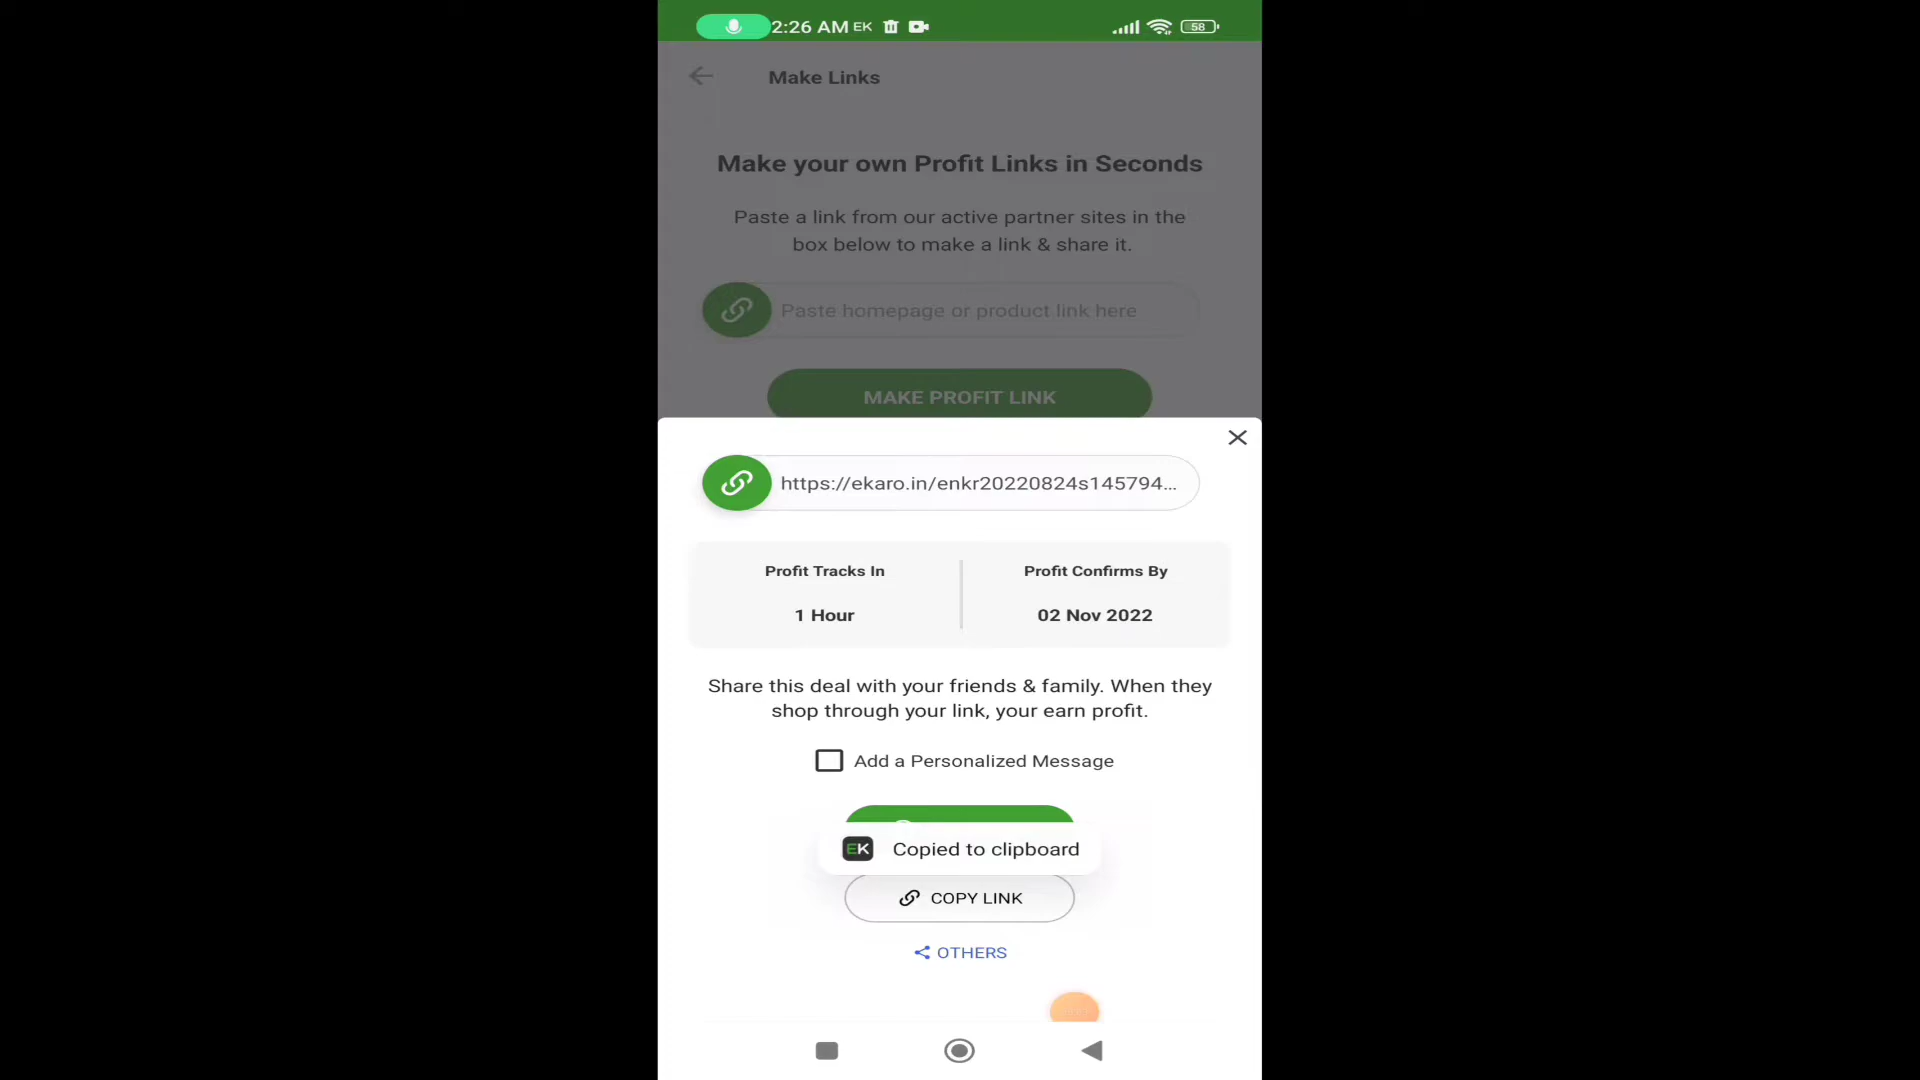 2:26 AM EK
58
Make Links
Make your own Profit Links in Seconds
Paste a link from our active partner sites in the
box below to make a link & share it.
Paste homepage or product link here
MAKE PROFIT LINK
https://ekaro.in/enkr20220824s145794...
Profit Tracks In
Profit Confirms By
1 Hour
02 Nov 2022
Share this deal with your friends & family. When they
shop through your link, your earn profit.
Add a Personalized Message
EK Copied to clipboard
COPY LINK
OTHERS